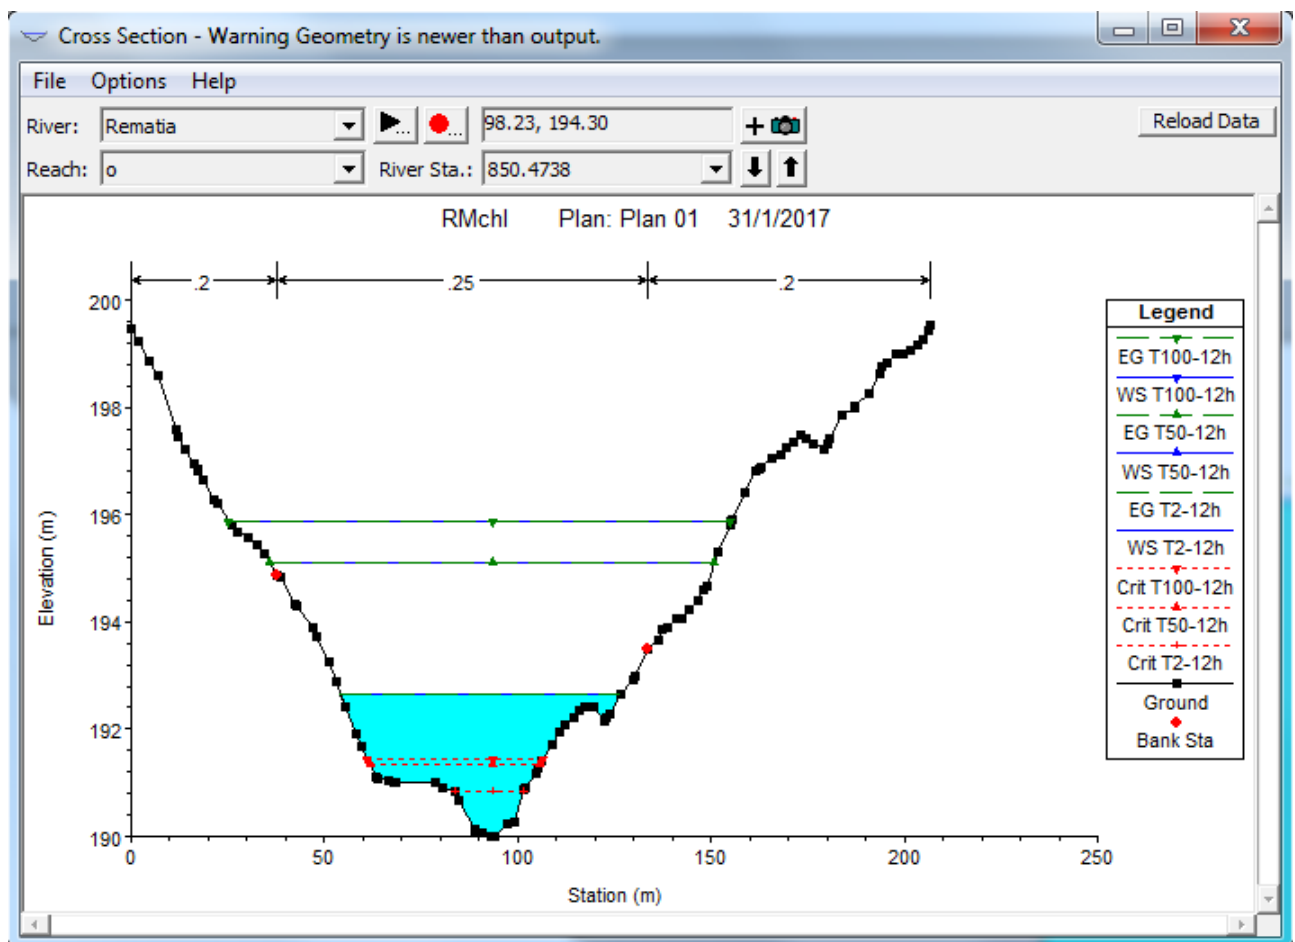 Cross Section - Warning Geometry is newer than output.
File Options Help
River: Rematia ... ... 98.23, 194.30 Reload Data
Reach: o River Sta.: 850.4738
RMchl Plan: Plan 01 31/1/2017
.2 .25 .2
200
198
196
194
192
190
Elevation (m)
0 50 100 150 200 250
Station (m)
Legend
EG T100-12h
WS T100-12h
EG T50-12h
WS T50-12h
EG T2-12h
WS T2-12h
Crit T100-12h
Crit T50-12h
Crit T2-12h
Ground
Bank Sta